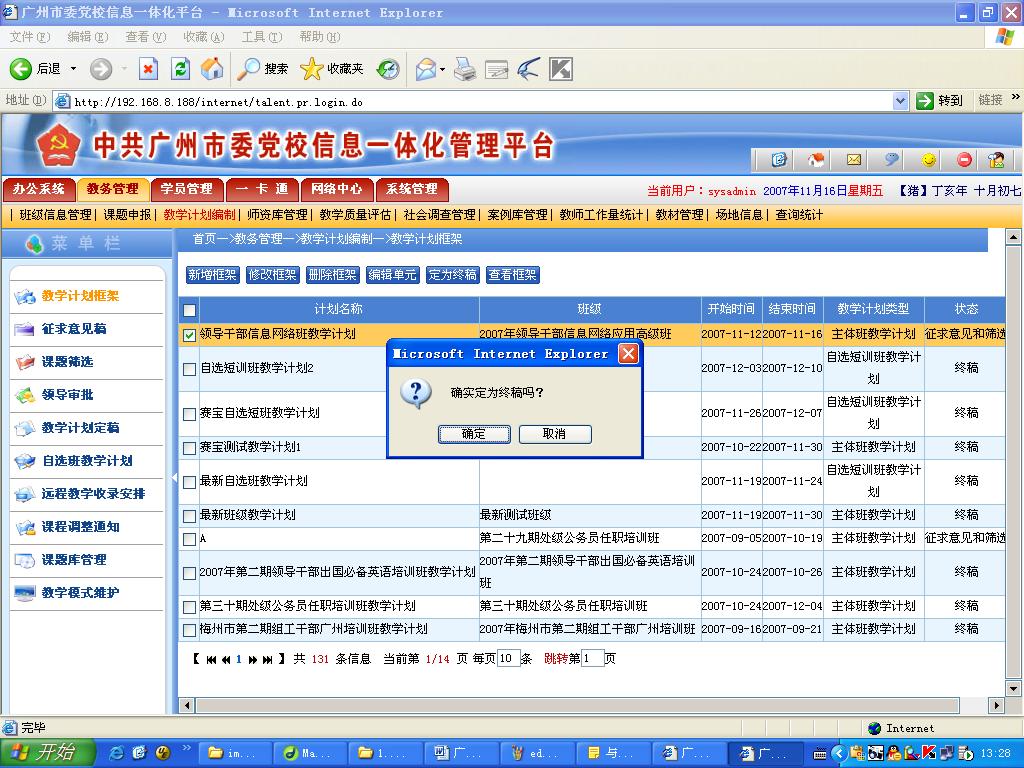 广州市委党校信息一体化平台 - Microsoft Internet Explorer
文件(F) 编辑(E) 查看(V) 收藏(A) 工具(T) 帮助(H)
后退 搜索 收藏夹
地址(D) http://192.168.8.188/internet/talent.pr.login.do 转到 链接 »
中共广州市委党校信息一体化管理平台
办公系统 教务管理 学员管理 一卡通 网络中心 系统管理 当前用户：sysadmin 2007年11月16日星期五 【猪】丁亥年 十月初七
| 班级信息管理 | 课题申报 | 教学计划编制 | 师资库管理 | 教学质量评估 | 社会调查管理 | 案例库管理 | 教师工作量统计 | 教材管理 | 场地信息 | 查询统计
菜单栏
教学计划框架
征求意见稿
课题筛选
领导审批
教学计划定稿
自选班教学计划
远程教学收录安排
课程调整通知
课题库管理
教学模式维护
首页—>教务管理—>教学计划编制—>教学计划框架
新增框架 修改框架 删除框架 编辑单元 定为终稿 查看框架
计划名称 班级 开始时间 结束时间 教学计划类型 状态
领导干部信息网络班教学计划 2007年领导干部信息网络应用高级班 2007-11-12 2007-11-16 主体班教学计划 征求意见和筛选
自选短训班教学计划2 2007-12-03 2007-12-10 自选短训班教学计划 终稿
赛宝自选短班教学计划 2007-11-26 2007-12-07 自选短训班教学计划 终稿
赛宝测试教学计划1 2007-10-22 2007-11-30 主体班教学计划 终稿
最新自选班教学计划 2007-11-19 2007-11-24 自选短训班教学计划 终稿
最新班级教学计划 最新测试班级 2007-11-19 2007-11-30 主体班教学计划 终稿
A 第二十九期处级公务员任职培训班 2007-09-05 2007-10-19 主体班教学计划 征求意见和筛选
2007年第二期领导干部出国必备英语培训班教学计划 2007年第二期领导干部出国必备英语培训班 2007-10-24 2007-10-26 主体班教学计划 终稿
第三十期处级公务员任职培训班教学计划 第三十期处级公务员任职培训班 2007-10-24 2007-12-04 主体班教学计划 终稿
梅州市第二期组工干部广州培训班教学计划 2007年梅州市第二期组工干部广州培训班 2007-09-16 2007-09-21 主体班教学计划 终稿
【 1 】 共 131 条信息 当前第 1/14 页 每页 10 条 跳转第 1 页
Microsoft Internet Explorer
确实定为终稿吗？
确定 取消
完毕 Internet
开始 » im... Ma... 1.... 广... ed... 与... 广... 广... 13:28